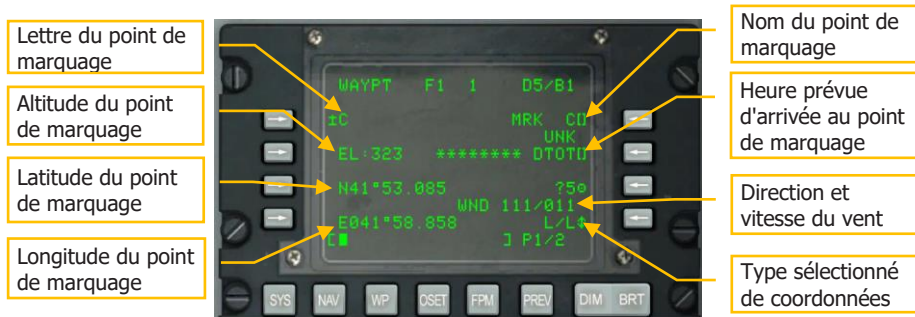 Lettre du point de
marquage
Altitude du point
de marquage
Latitude du point
de marquage
Longitude du point
de marquage
WAYPT F1 1 D5/B1
±C MRK C[]
UNK
EL:323 ******** DTOT[]
N41°53.085 ?5⊙
WND 111/011
E041°58.858 L/L↕
[ ] P1/2
SYS NAV WP OSET FPM PREV DIM BRT
Nom du point de
marquage
Heure prévue
d'arrivée au point
de marquage
Direction et
vitesse du vent
Type sélectionné
de coordonnées